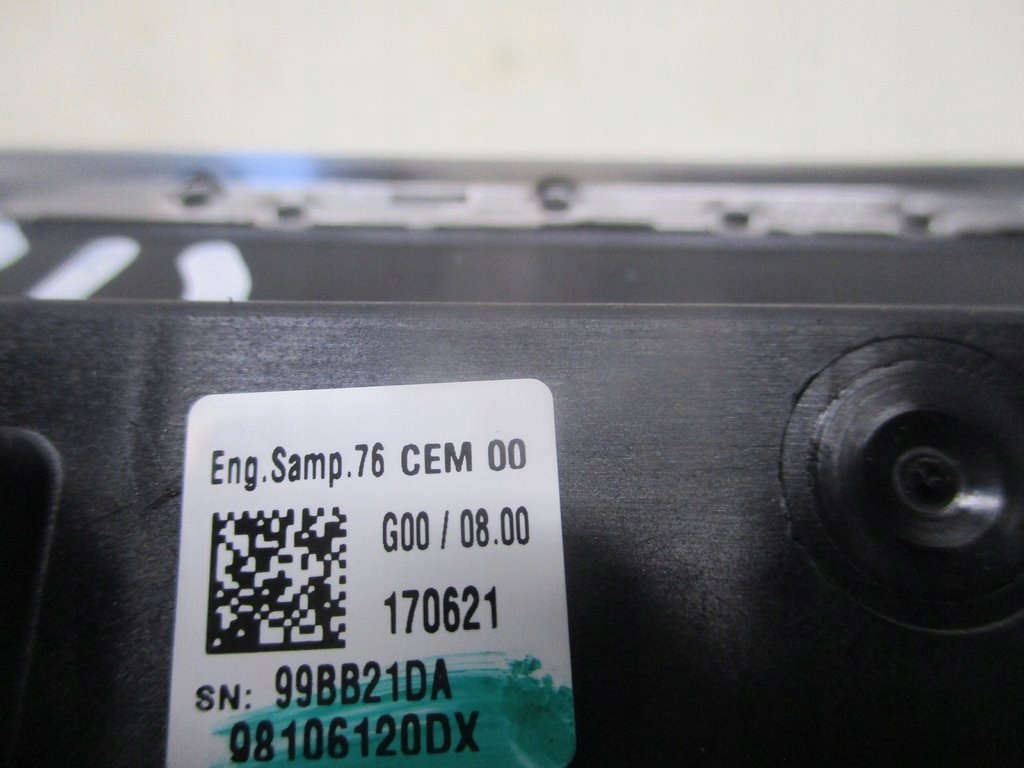 Eng.Samp.76 CEM 00
G00 / 08.00
170621
SN: 99BB21DA
98106120DX